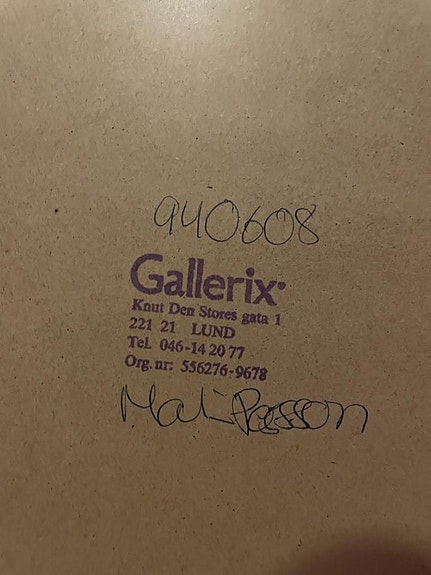 940608
Gallerix
Knut Den Stores gata 1
221 21 LUND
Tel. 046-14 20 77
Org.nr: 556276-9678